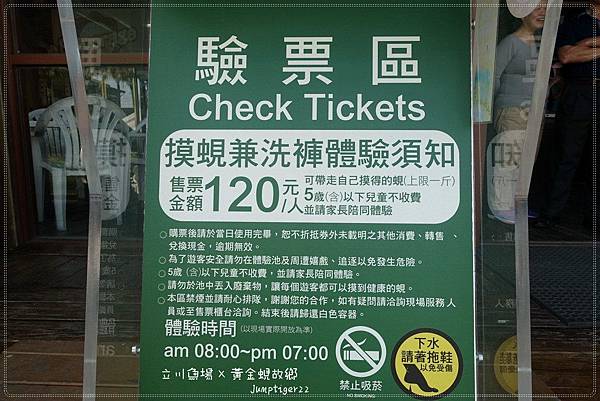 驗票區
Check Tickets
摸蜆兼洗褲體驗須知
售票金額120元/人
可帶走自己摸得的蜆(上限一斤)
5歲(含)以下兒童不收費
並請家長陪同體驗
○購票後請於當日使用完畢，恕不折抵券外未載明之其他消費、轉售、
兌換現金，逾期無效。
○為了遊客安全請勿在體驗池及周遭嬉戲、追逐以免發生危險。
○5歲(含)以下兒童不收費，並請家長陪同體驗。
○請勿於池中丟入廢棄物，讓每個遊客都可以摸到健康的蜆。
○本區禁煙並請耐心排隊，謝謝您的合作，如有疑問請洽詢現場服務人
員或至售票櫃台洽詢。結束後請歸還白色容器。
體驗時間(以現場實際開放為準)
am 08:00~pm 07:00
禁止吸菸
NO SMOKING
下水
請著拖鞋
以免受傷
立川漁場 x 黃金蜆故鄉
Jumptiger22